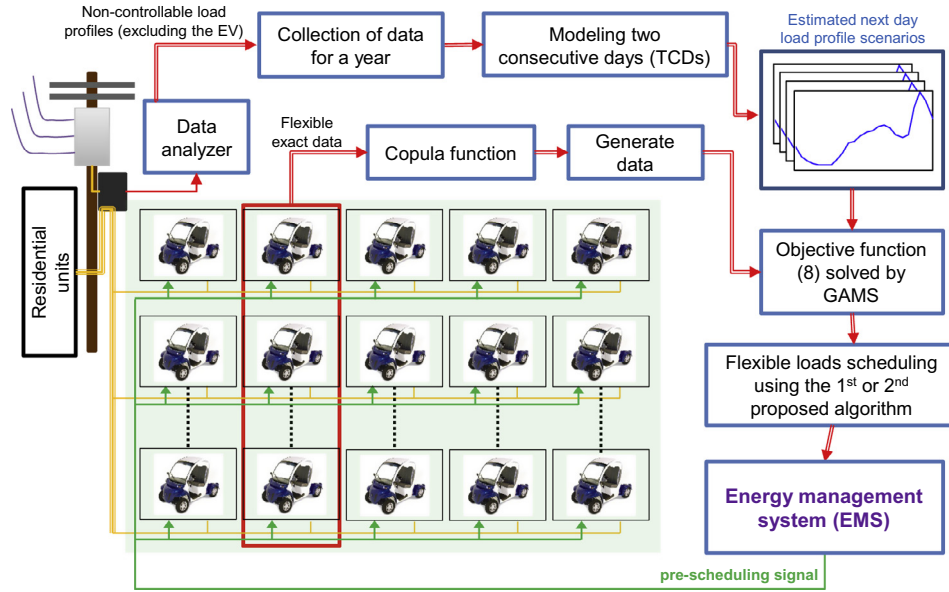 Non-controllable load
profiles (excluding the EV)
Collection of data
for a year
Modeling two
consecutive days (TCDs)
Estimated next day
load profile scenarios
Data
analyzer
Flexible
exact data
Copula function
Generate
data
Residential
units
Objective function
(8) solved by
GAMS
Flexible loads scheduling
using the 1st or 2nd
proposed algorithm
Energy management
system (EMS)
pre-scheduling signal